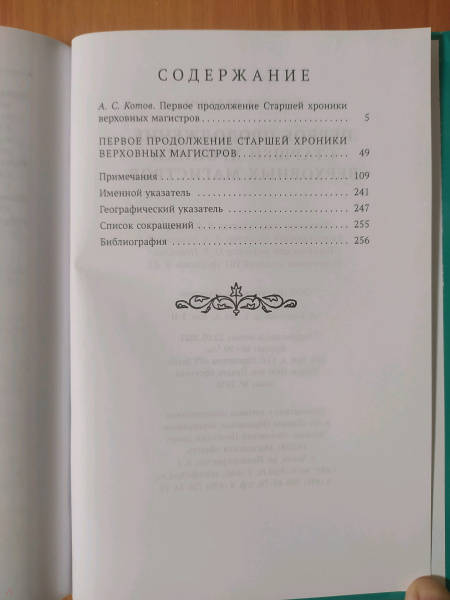 СОДЕРЖАНИЕ
А. С. Котов. Первое продолжение Старшей хроники
верховных магистров 5
ПЕРВОЕ ПРОДОЛЖЕНИЕ СТАРШЕЙ ХРОНИКИ
ВЕРХОВНЫХ МАГИСТРОВ 49
Примечания 109
Именной указатель 241
Географический указатель 247
Список сокращений 255
Библиография 256